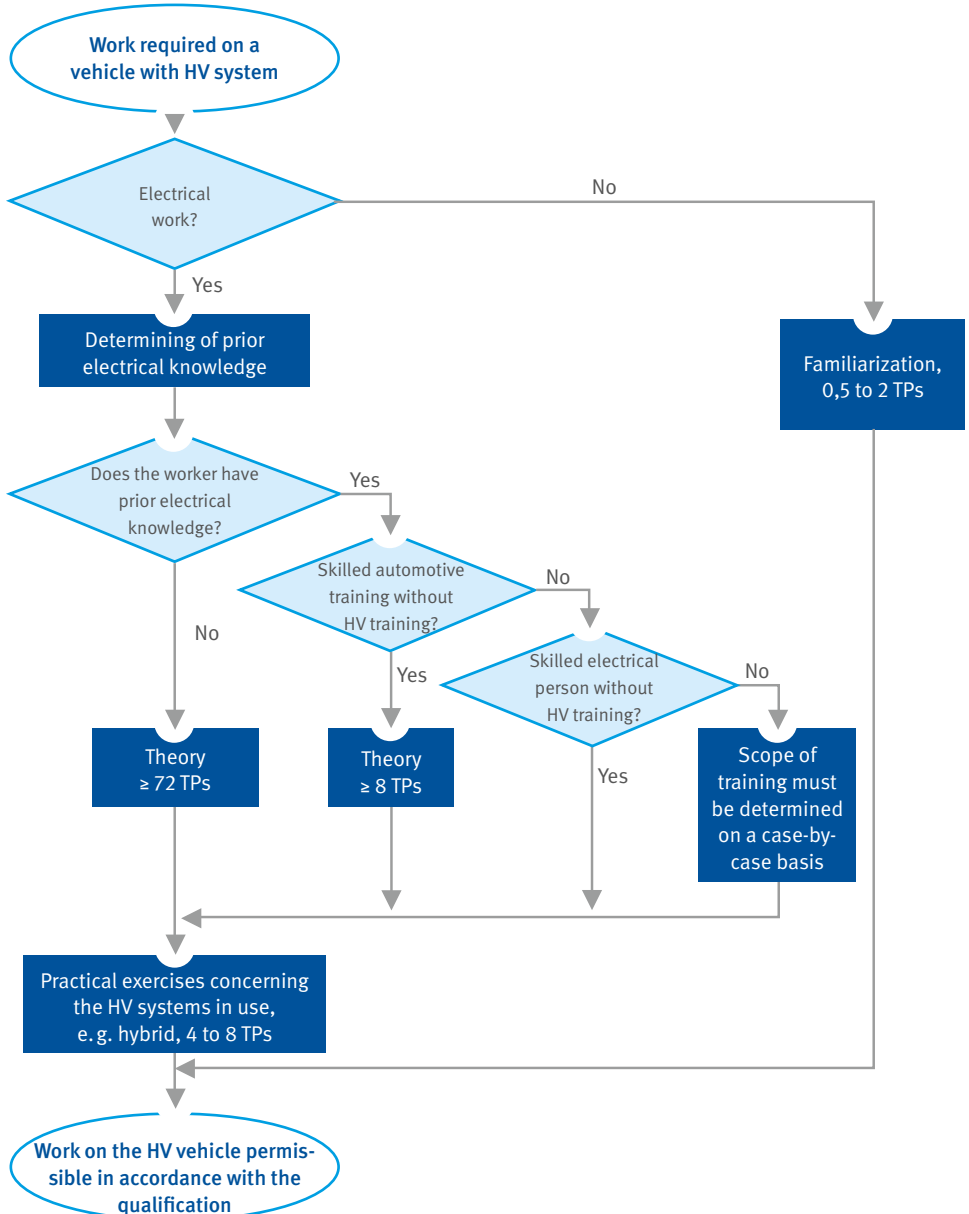 Work required on a
vehicle with HV system
Electrical
work?
No
Yes
Determining of prior
electrical knowledge
Familiarization,
0,5 to 2 TPs
Does the worker have
prior electrical
knowledge?
Yes
Skilled automotive
training without
HV training?
No
No
Skilled electrical
person without
HV training?
No
Yes
Theory
≥ 72 TPs
Theory
≥ 8 TPs
Yes
Scope of
training must
be determined
on a case-by-
case basis
Practical exercises concerning
the HV systems in use,
e. g. hybrid, 4 to 8 TPs
Work on the HV vehicle permis-
sible in accordance with the
qualification